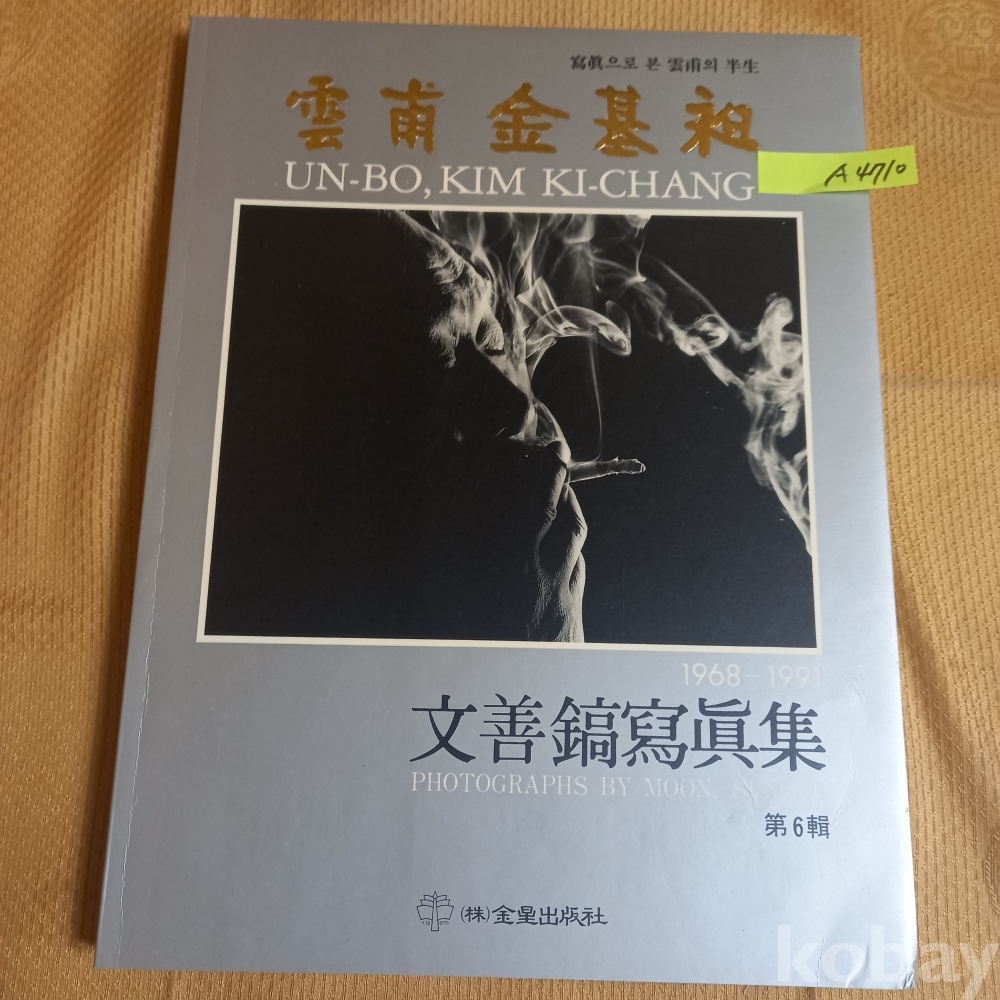 寫眞으로 본 雲甫의 半生
雲甫 金基昶
UN-BO, KIM KI-CHANG
A4710
1968-1991
文善鎬寫眞集
PHOTOGRAPHS BY MOON,
第6輯
(株)金星出版社
kobay